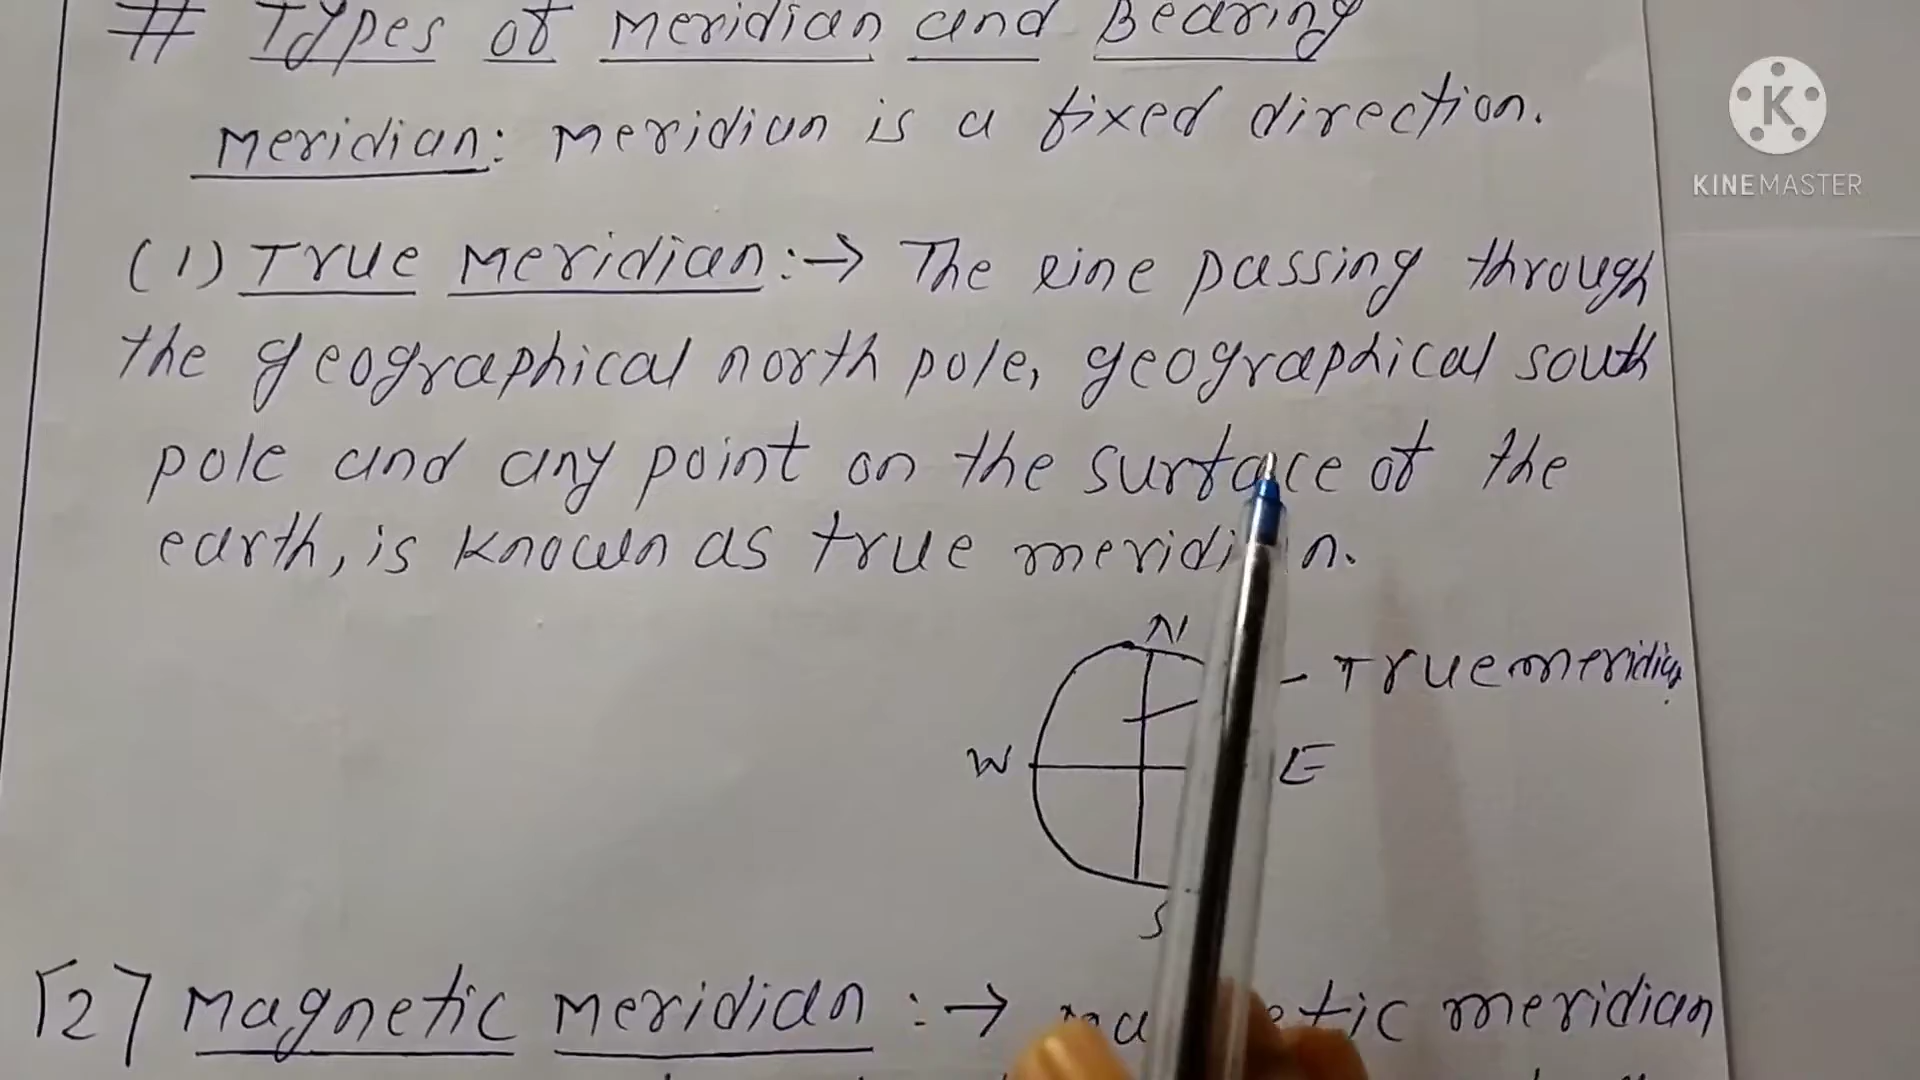 # Types of Meridian and Bearing
Meridian: Meridian is a fixed direction.
(1) True Meridian :→ The line passing through
the geographical north pole, geographical south
pole and any point on the surface of the
earth, is known as true meridian.
N
True meridian
W E
S
[2] Magnetic Meridian :→ magnetic meridian
K
KINEMASTER